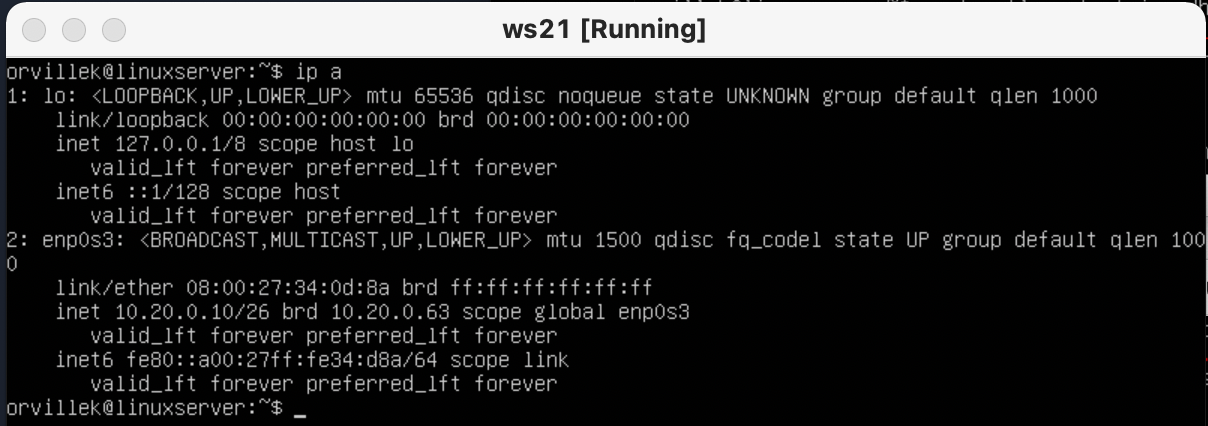 ws21 [Running]
orvillek@linuxserver:~$ ip a
1: lo: <LOOPBACK,UP,LOWER_UP> mtu 65536 qdisc noqueue state UNKNOWN group default qlen 1000
    link/loopback 00:00:00:00:00:00 brd 00:00:00:00:00:00
    inet 127.0.0.1/8 scope host lo
       valid_lft forever preferred_lft forever
    inet6 ::1/128 scope host
       valid_lft forever preferred_lft forever
2: enp0s3: <BROADCAST,MULTICAST,UP,LOWER_UP> mtu 1500 qdisc fq_codel state UP group default qlen 100
0
    link/ether 08:00:27:34:0d:8a brd ff:ff:ff:ff:ff:ff
    inet 10.20.0.10/26 brd 10.20.0.63 scope global enp0s3
       valid_lft forever preferred_lft forever
    inet6 fe80::a00:27ff:fe34:d8a/64 scope link
       valid_lft forever preferred_lft forever
orvillek@linuxserver:~$ _